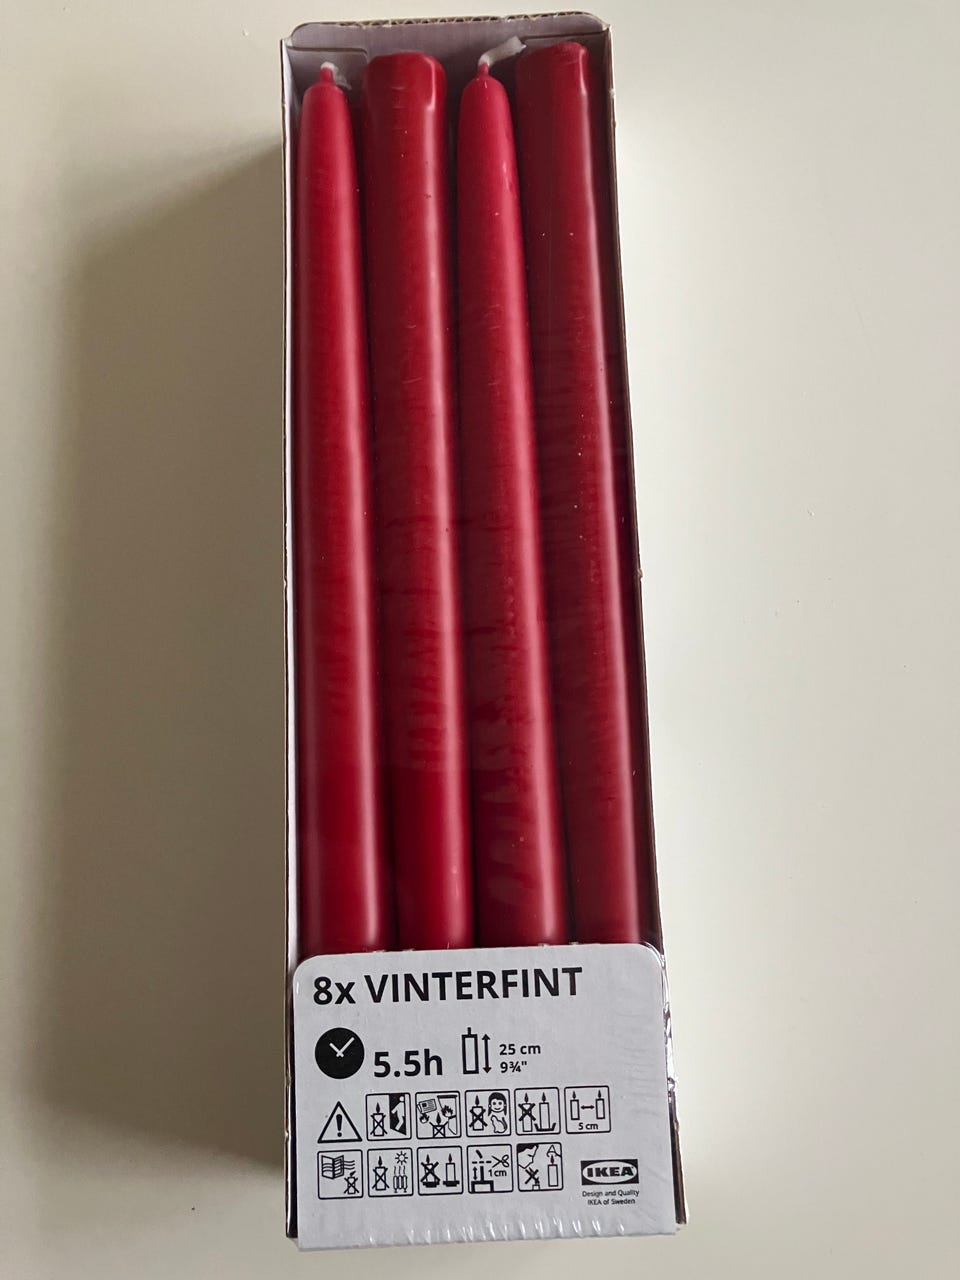 8x VINTERFINT
5.5h
25 cm
9¾"
5 cm
1cm
IKEA
Design and Quality
IKEA of Sweden